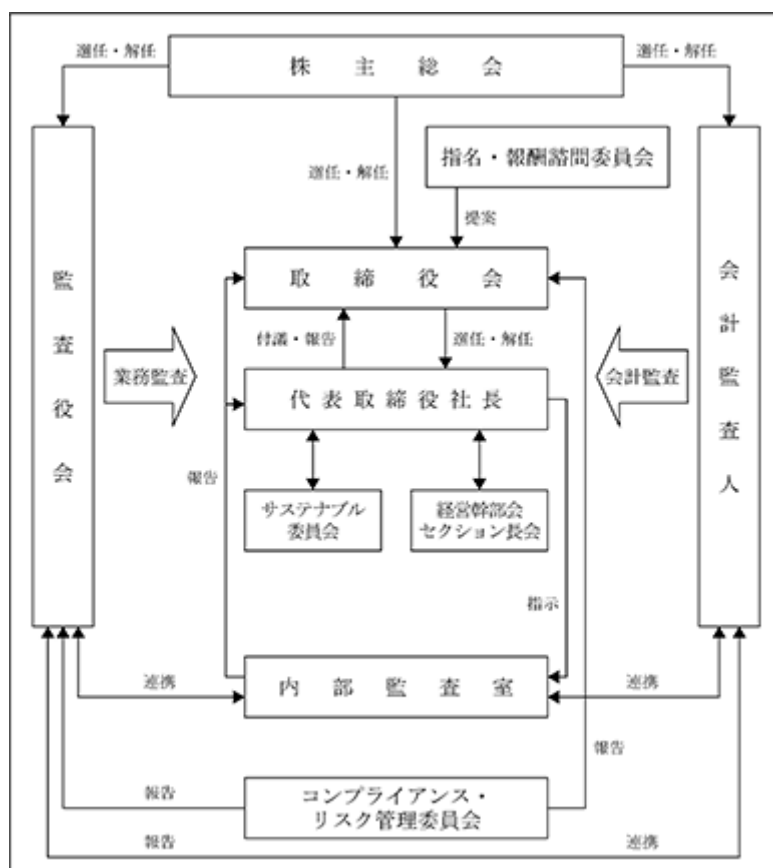 選任・解任
株主総会
選任・解任
選任・解任
指名・報酬諮問委員会
提案
監査役会
取締役会
会計監査人
付議・報告
選任・解任
業務監査
代表取締役社長
会計監査
報告
サステナブル
委員会
経営幹部会
セクション長会
指示
内部監査室
連携
連携
報告
コンプライアンス・
リスク管理委員会
報告
報告
連携